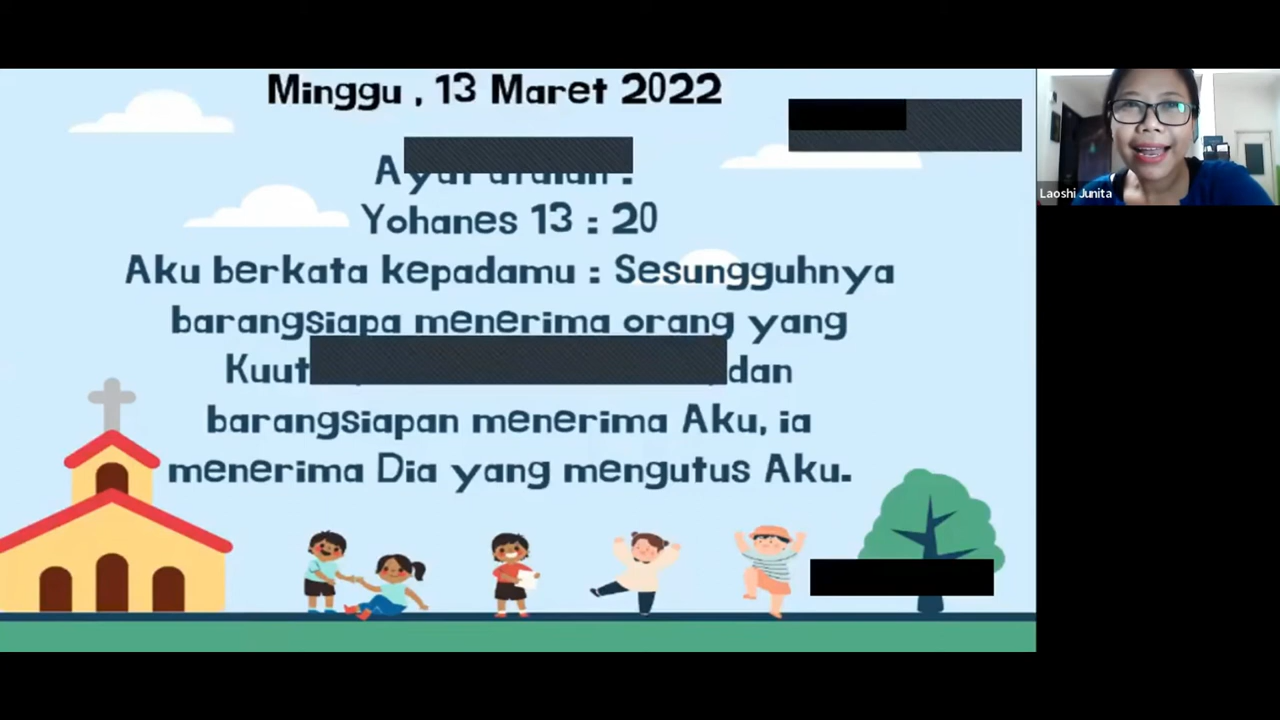 Minggu , 13 Maret 2022
Yohanes 13 : 20
Aku berkata kepadamu : Sesungguhnya
barangsiapa menerima orang yang
dan
barangsiapan menerima Aku, ia
menerima Dia yang mengutus Aku.
Laoshi Junita